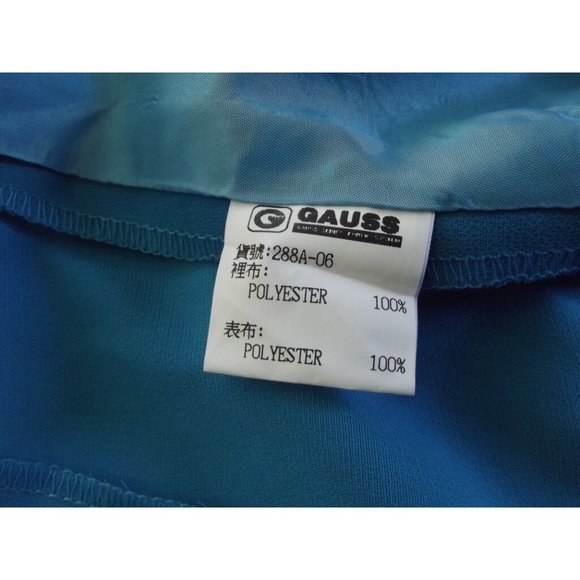 G GAUSS
貨號:288A-06
裡布:
POLYESTER 100%
表布:
POLYESTER 100%